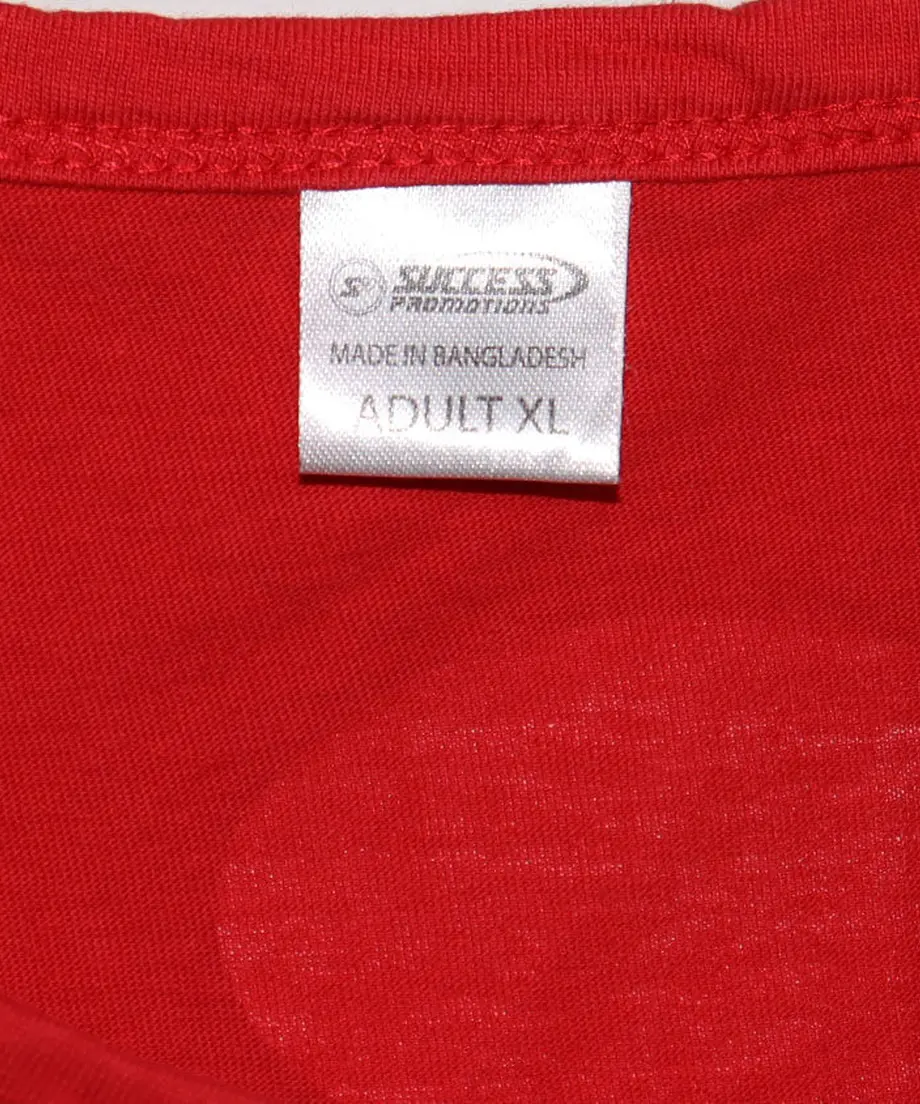 S SUCCESS
PROMOTIONS
MADE IN BANGLADESH
ADULT XL